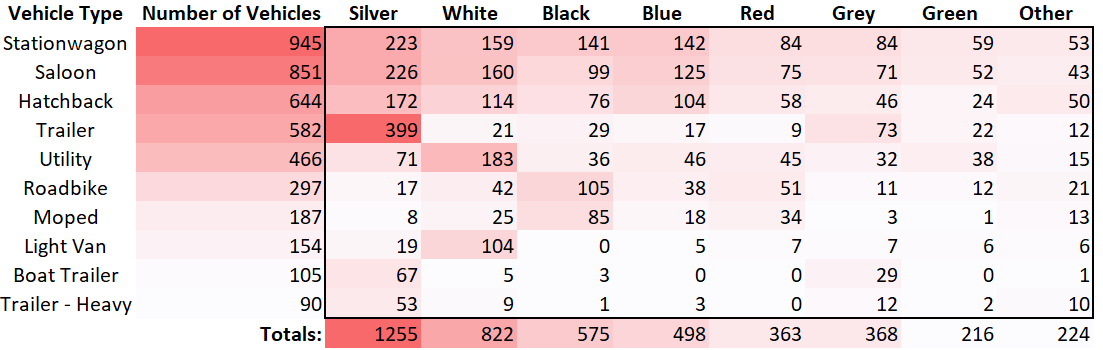 Vehicle Type Number of Vehicles Silver White Black Blue Red Grey Green Other
Stationwagon 945 223 159 141 142 84 84 59 53
Saloon 851 226 160 99 125 75 71 52 43
Hatchback 644 172 114 76 104 58 46 24 50
Trailer 582 399 21 29 17 9 73 22 12
Utility 466 71 183 36 46 45 32 38 15
Roadbike 297 17 42 105 38 51 11 12 21
Moped 187 8 25 85 18 34 3 1 13
Light Van 154 19 104 0 5 7 7 6 6
Boat Trailer 105 67 5 3 0 0 29 0 1
Trailer - Heavy 90 53 9 1 3 0 12 2 10
Totals: 1255 822 575 498 363 368 216 224